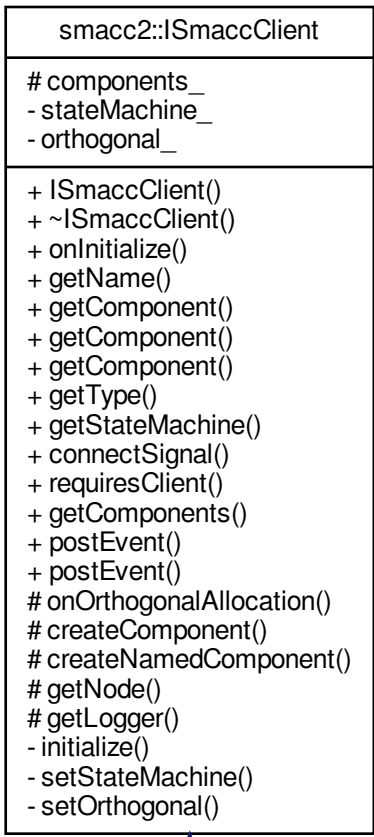 smacc2::ISmaccClient
# components_
- stateMachine_
- orthogonal_
+ ISmaccClient()
+ ~ISmaccClient()
+ onInitialize()
+ getName()
+ getComponent()
+ getComponent()
+ getComponent()
+ getType()
+ getStateMachine()
+ connectSignal()
+ requiresClient()
+ getComponents()
+ postEvent()
+ postEvent()
# onOrthogonalAllocation()
# createComponent()
# createNamedComponent()
# getNode()
# getLogger()
- initialize()
- setStateMachine()
- setOrthogonal()